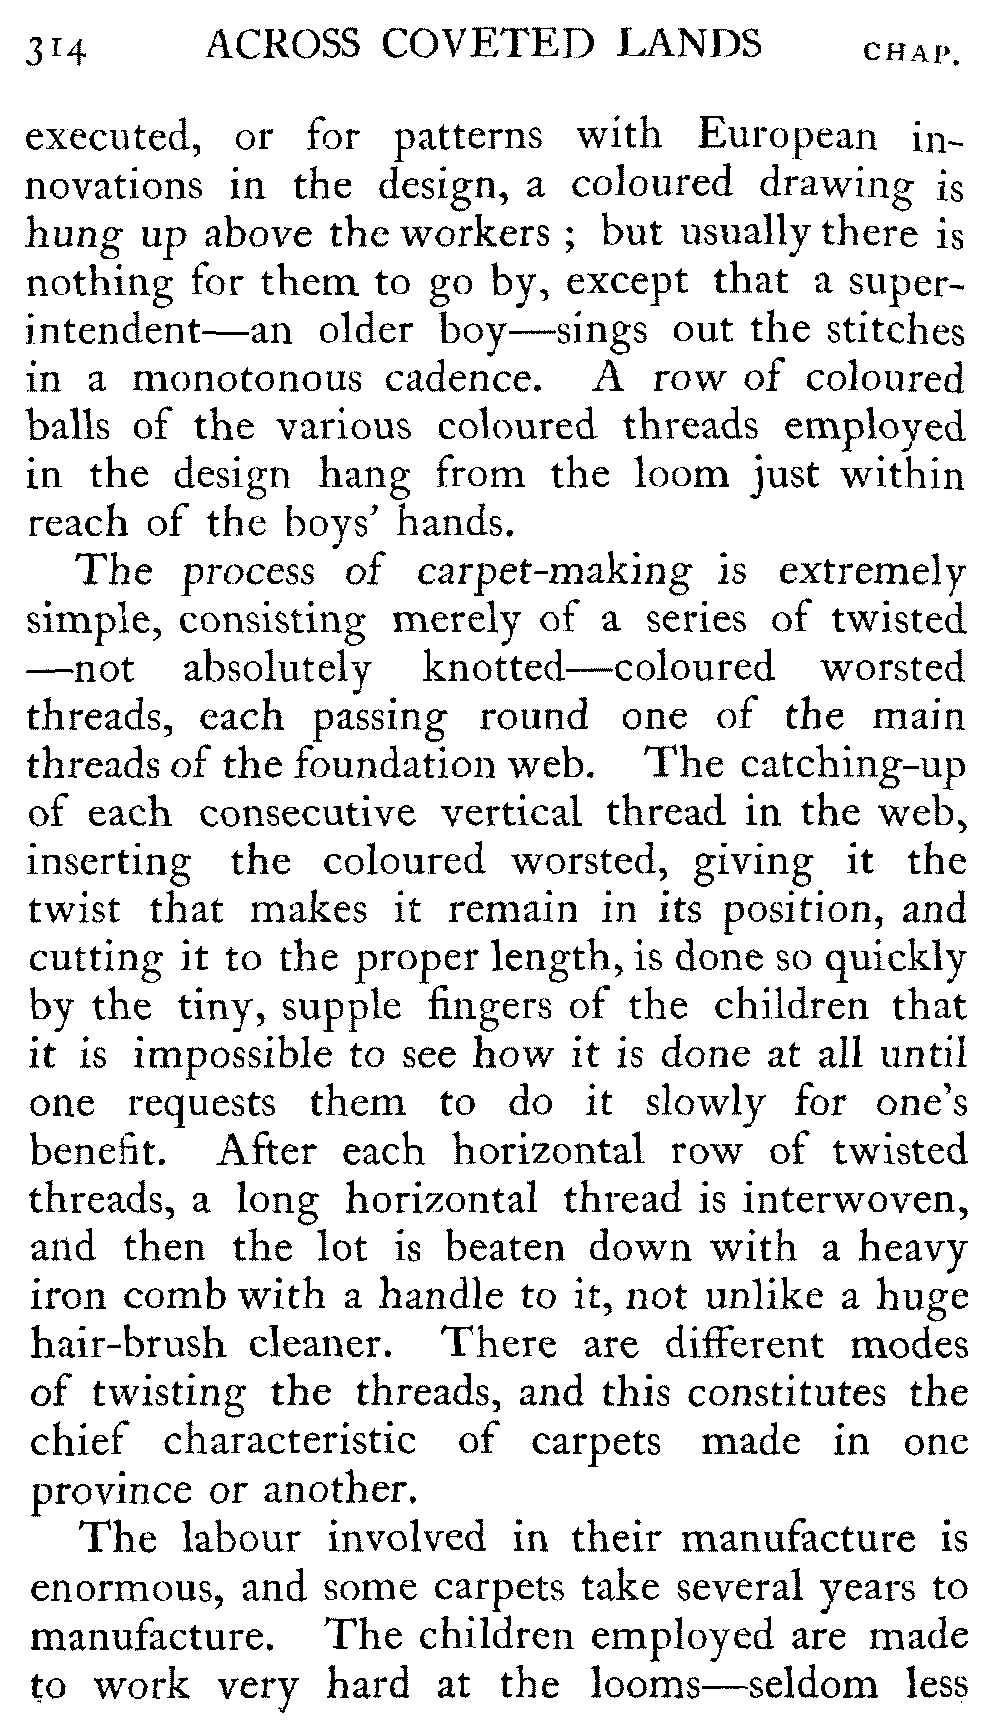 314 ACROSS COVETED LANDS CHAP.
executed, or for patterns with European in-
novations in the design, a coloured drawing is
hung up above the workers ; but usually there is
nothing for them to go by, except that a super-
intendent—an older boy—sings out the stitches
in a monotonous cadence. A row of coloured
balls of the various coloured threads employed
in the design hang from the loom just within
reach of the boys' hands.
The process of carpet-making is extremely
simple, consisting merely of a series of twisted
—not absolutely knotted—coloured worsted
threads, each passing round one of the main
threads of the foundation web. The catching-up
of each consecutive vertical thread in the web,
inserting the coloured worsted, giving it the
twist that makes it remain in its position, and
cutting it to the proper length, is done so quickly
by the tiny, supple fingers of the children that
it is impossible to see how it is done at all until
one requests them to do it slowly for one's
benefit. After each horizontal row of twisted
threads, a long horizontal thread is interwoven,
and then the lot is beaten down with a heavy
iron comb with a handle to it, not unlike a huge
hair-brush cleaner. There are different modes
of twisting the threads, and this constitutes the
chief characteristic of carpets made in one
province or another.
The labour involved in their manufacture is
enormous, and some carpets take several years to
manufacture. The children employed are made
to work very hard at the looms—seldom less